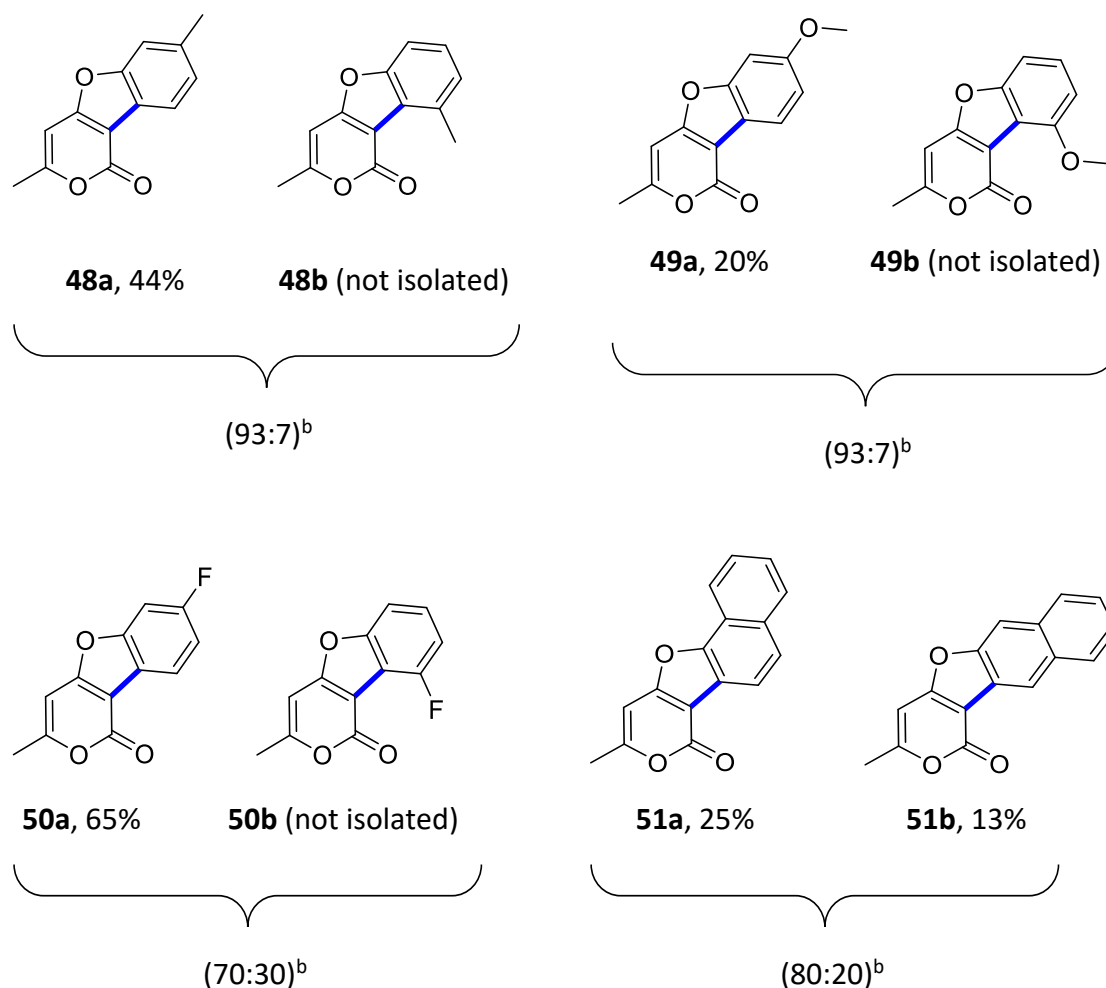 O
O
O
O
O
O
O
O
O
O
O
48a, 44%
48b (not isolated)
49a, 20%
49b (not isolated)
(93:7)b
(93:7)b
F
O
O
O
O
F
O
O
O
O
O
O
O
O
50a, 65%
50b (not isolated)
51a, 25%
51b, 13%
(70:30)b
(80:20)b